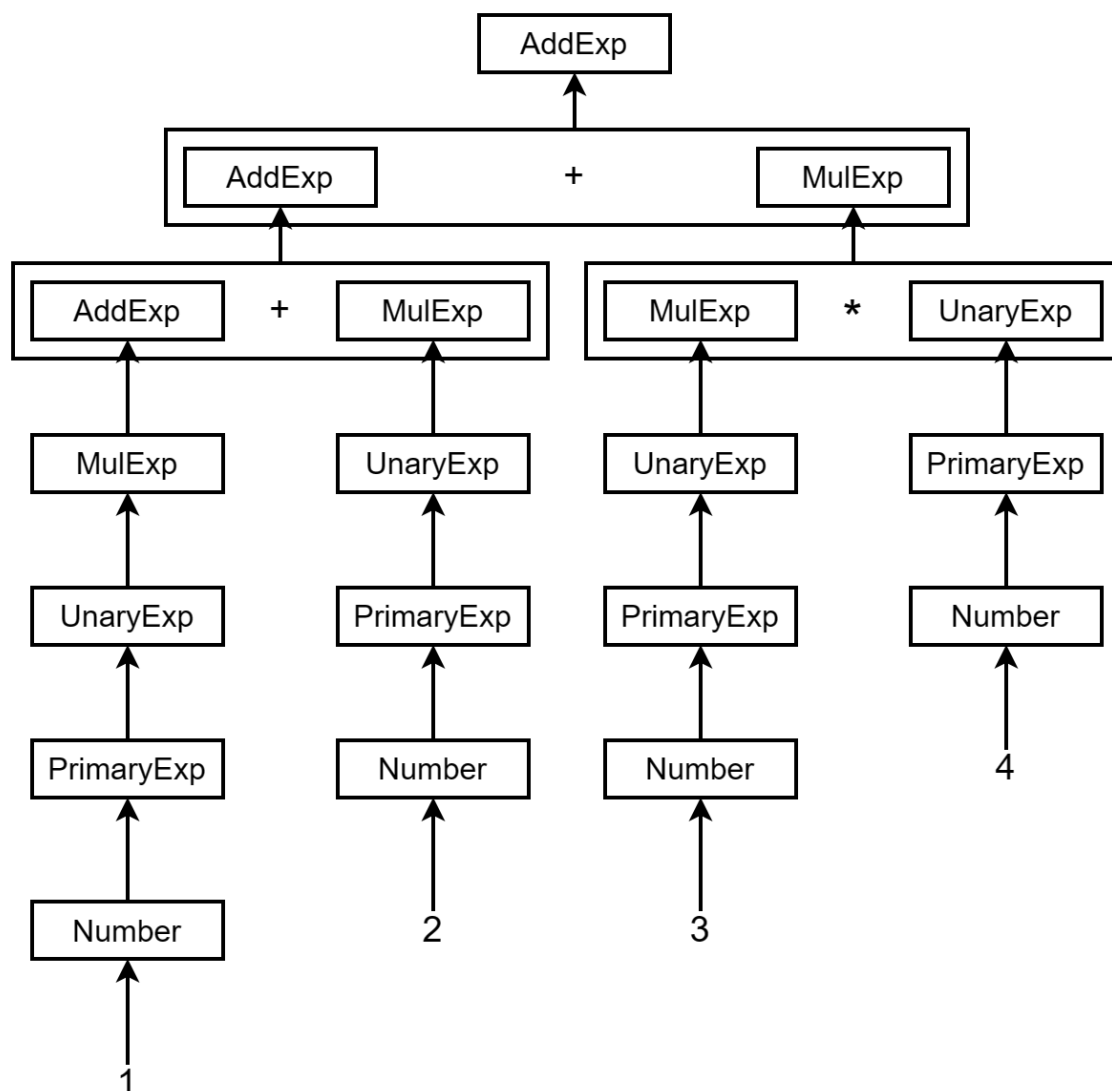 AddExp
AddExp + MulExp
AddExp + MulExp MulExp * UnaryExp
MulExp UnaryExp UnaryExp PrimaryExp
UnaryExp PrimaryExp PrimaryExp Number
PrimaryExp Number Number 4
Number 2 3
1